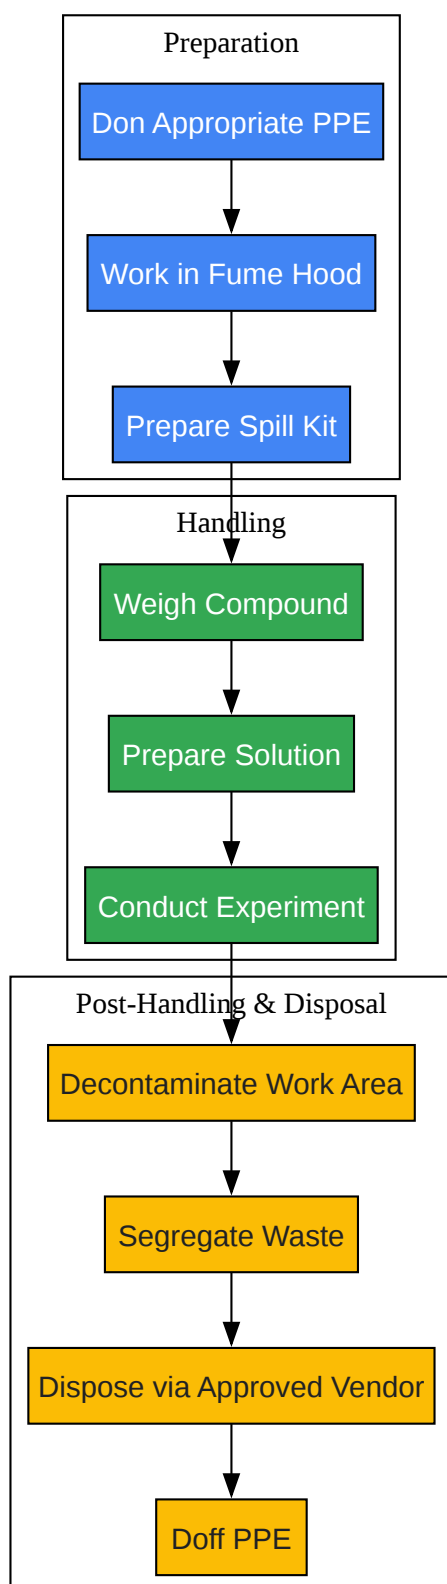 Preparation
Don Appropriate PPE
Work in Fume Hood
Prepare Spill Kit
Handling
Weigh Compound
Prepare Solution
Conduct Experiment
Post-Handling & Disposal
Decontaminate Work Area
Segregate Waste
Dispose via Approved Vendor
Doff PPE